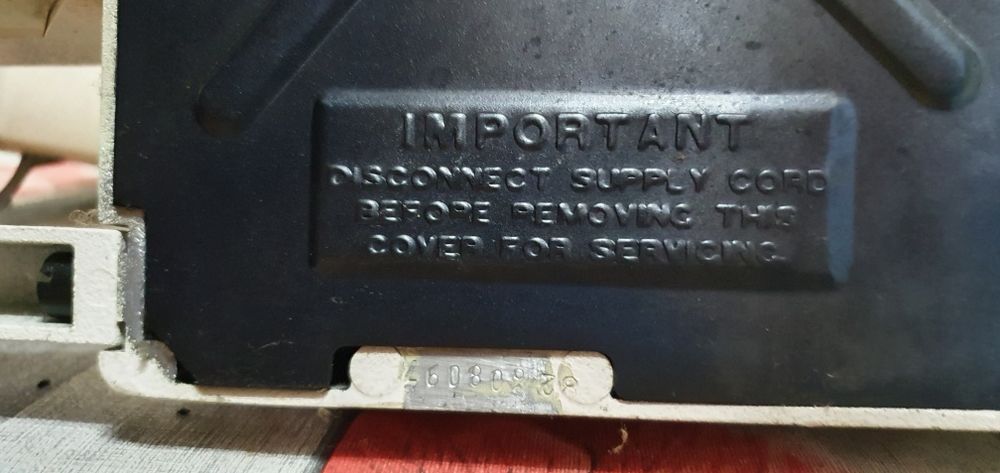 IMPORTANT
DISCONNECT SUPPLY CORD
BEFORE REMOVING THIS
COVER FOR SERVICING